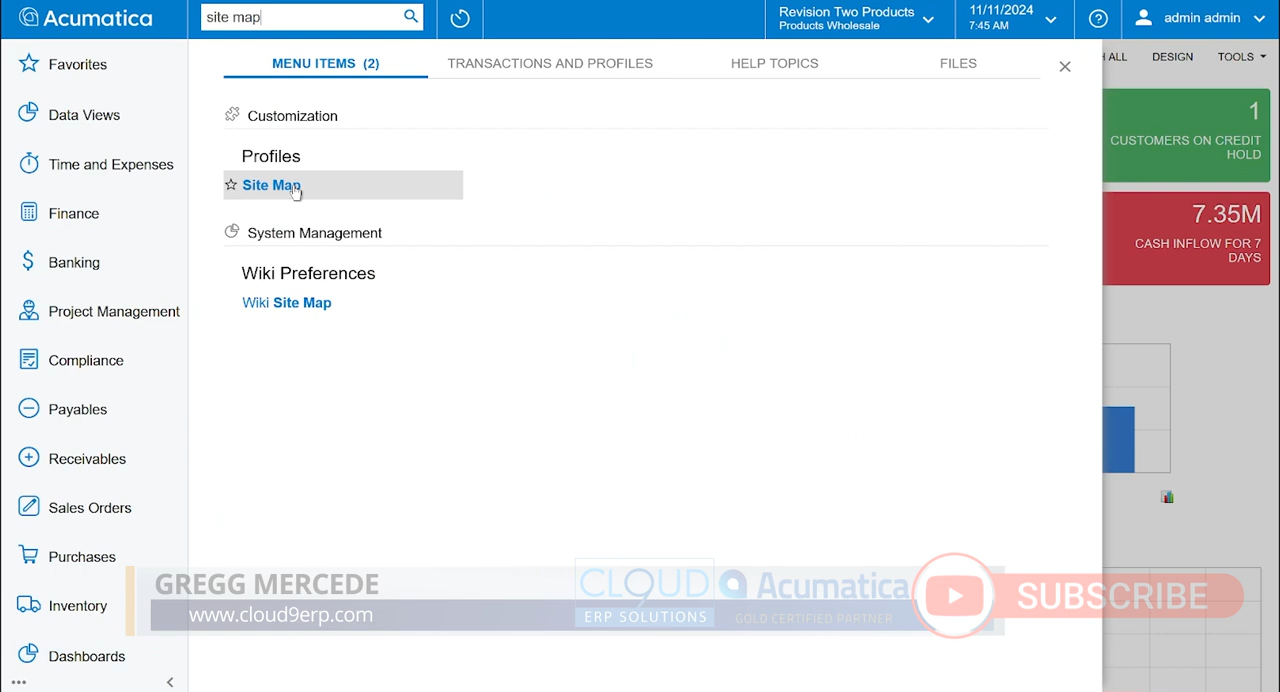 Acumatica
site map
Revision Two Products
Products Wholesale
11/11/2024
7:45 AM
admin admin
Favorites
Data Views
Time and Expenses
Finance
Banking
Project Management
Compliance
Payables
Receivables
Sales Orders
Purchases
Inventory
Dashboards
MENU ITEMS (2)
TRANSACTIONS AND PROFILES
HELP TOPICS
FILES
Customization
Profiles
Site Map
System Management
Wiki Preferences
Wiki Site Map
ALL
DESIGN
TOOLS
1
CUSTOMERS ON CREDIT
HOLD
7.35M
CASH INFLOW FOR 7
DAYS
GREGG MERCEDE
www.cloud9erp.com
CLOUD
ERP SOLUTIONS
Acumatica
GOLD CERTIFIED PARTNER
SUBSCRIBE